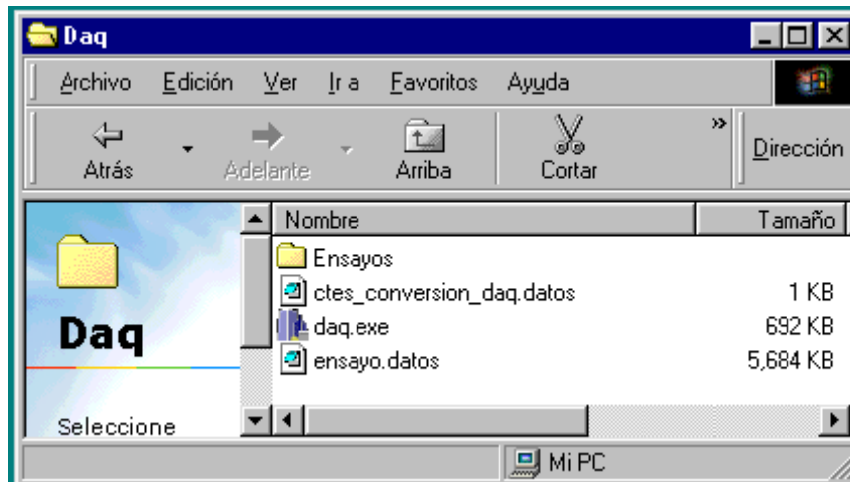 Daq
Archivo Edición Ver Ir a Favoritos Ayuda
Atrás Adelante Arriba Cortar » Dirección
Nombre Tamaño
Ensayos
ctes_conversion_daq.datos 1 KB
daq.exe 692 KB
ensayo.datos 5,684 KB
Daq
Seleccione
Mi PC